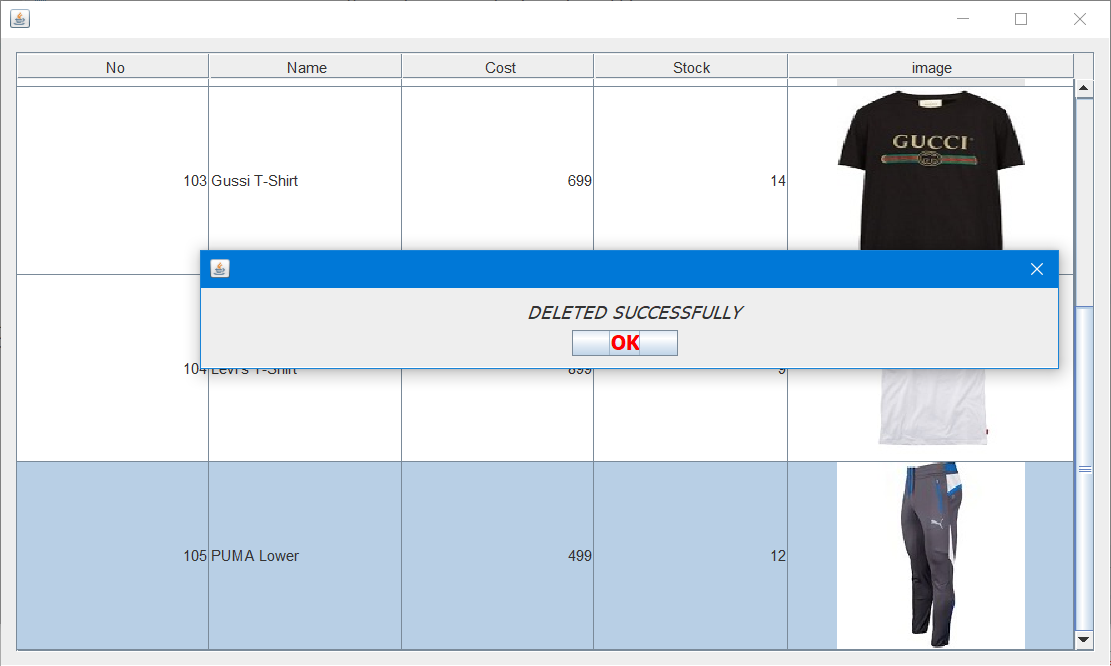 No Name Cost Stock image
GUCCI
103 Gussi T-Shirt 699 14
DELETED SUCCESSFULLY
OK
104 Levi's T-Shirt 899 9
105 PUMA Lower 499 12